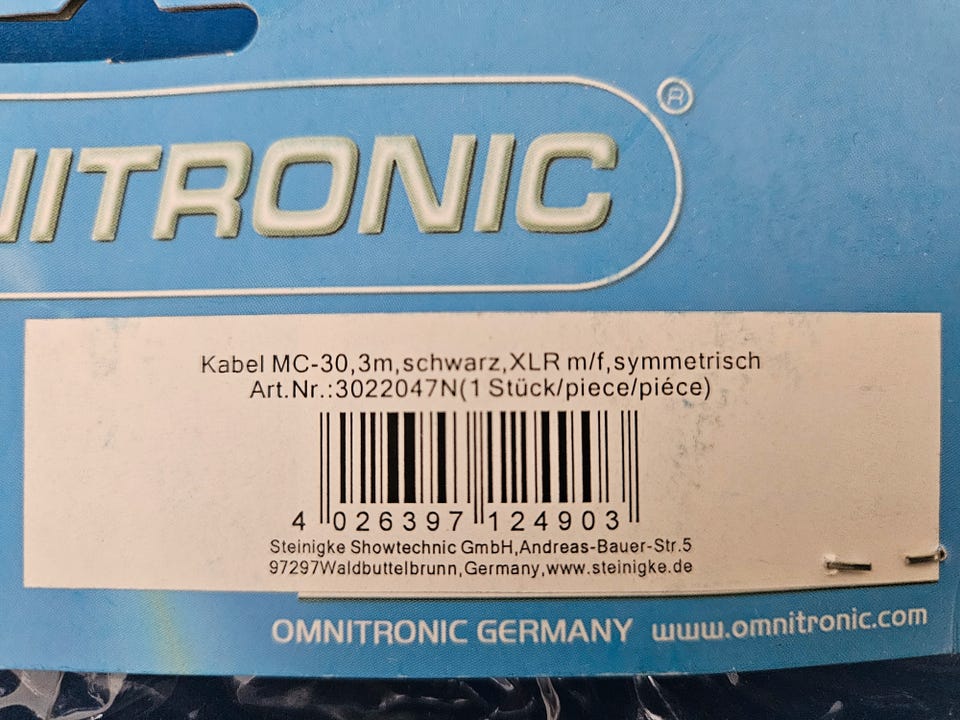 NITRONIC ®
Kabel MC-30,3m,schwarz,XLR m/f,symmetrisch
Art.Nr.:3022047N(1 Stück/piece/piéce)
4 026397 124903
Steinigke Showtechnic GmbH,Andreas-Bauer-Str.5
97297Waldbuttelbrunn,Germany,www.steinigke.de
OMNITRONIC GERMANY www.omnitronic.com